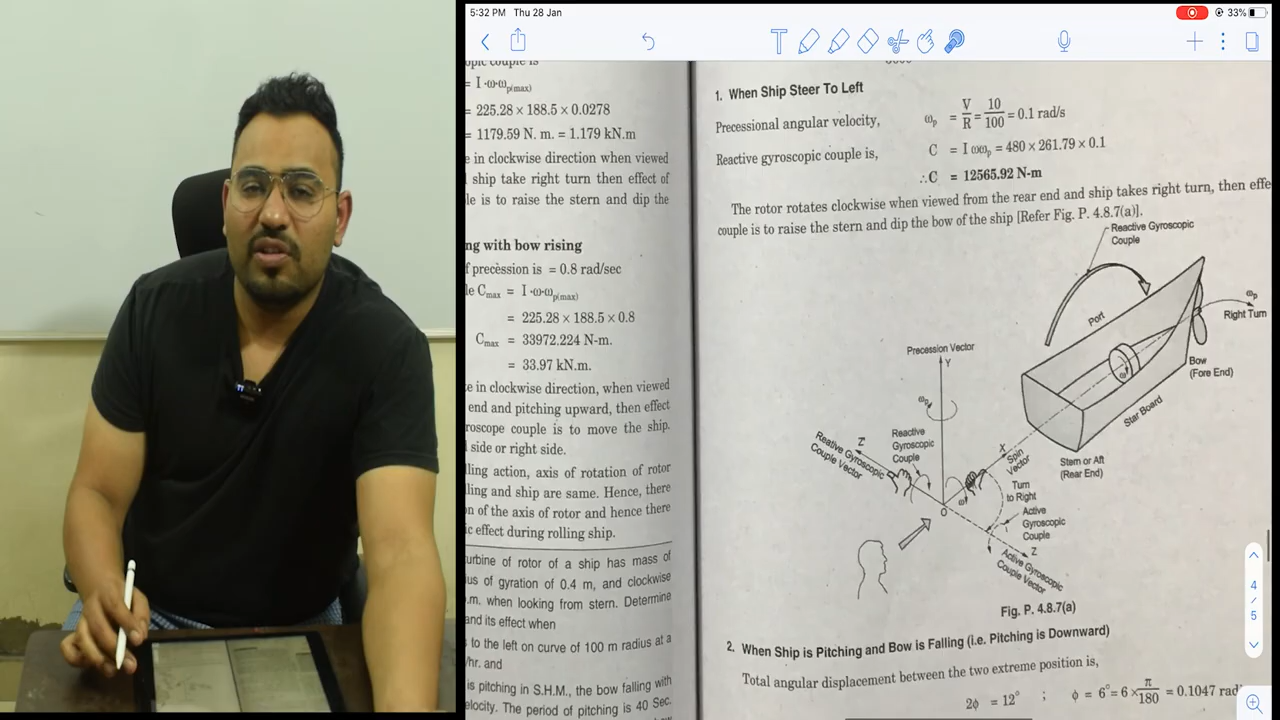 5:32 PM Thu 28 Jan
33%
T
= I·ω·ωp(max)
= 225.28 × 188.5 × 0.0278
= 1179.59 N. m. = 1.179 kN.m
e in clockwise direction when viewed
ship take right turn then effect of
le is to raise the stern and dip the
ng with bow rising
f precession is = 0.8 rad/sec
le Cmax = I·ω·ωp(max)
= 225.28 × 188.5 × 0.8
Cmax = 33972.224 N-m.
= 33.97 kN.m.
e in clockwise direction, when viewed
end and pitching upward, then effect
roscope couple is to move the ship.
side or right side.
lling action, axis of rotation of rotor
lling and ship are same. Hence, there
n of the axis of rotor and hence there
ic effect during rolling ship.
urbine of rotor of a ship has mass of
us of gyration of 0.4 m, and clockwise
.m. when looking from stern. Determine
and its effect when
to the left on curve of 100 m radius at a
/hr. and
is pitching in S.H.M., the bow falling with
elocity. The period of pitching is 40 Sec.
1. When Ship Steer To Left
Precessional angular velocity, ωp = V/R = 10/100 = 0.1 rad/s
Reactive gyroscopic couple is, C = I ωωp = 480 × 261.79 × 0.1
∴C = 12565.92 N-m
The rotor rotates clockwise when viewed from the rear end and ship takes right turn, then effe
couple is to raise the stern and dip the bow of the ship [Refer Fig. P. 4.8.7(a)].
Reactive Gyroscopic
Couple
Port
ωp
Right Turn
ω
Bow
(Fore End)
Star Board
Stem or Aft
(Rear End)
Precession Vector
Y
ωp
Z'
Reative Gyroscopic
Couple Vector
Reactive
Gyroscopic
Couple
X
Spin
Vector
ω
Turn
to Right
Active
Gyroscopic
Couple
O
Z
Active Gyroscopic
Couple Vector
Fig. P. 4.8.7(a)
2. When Ship is Pitching and Bow is Falling (i.e. Pitching is Downward)
Total angular displacement between the two extreme position is,
2ϕ = 12° ; ϕ = 6° = 6 × π/180 = 0.1047 rad
4
/
5